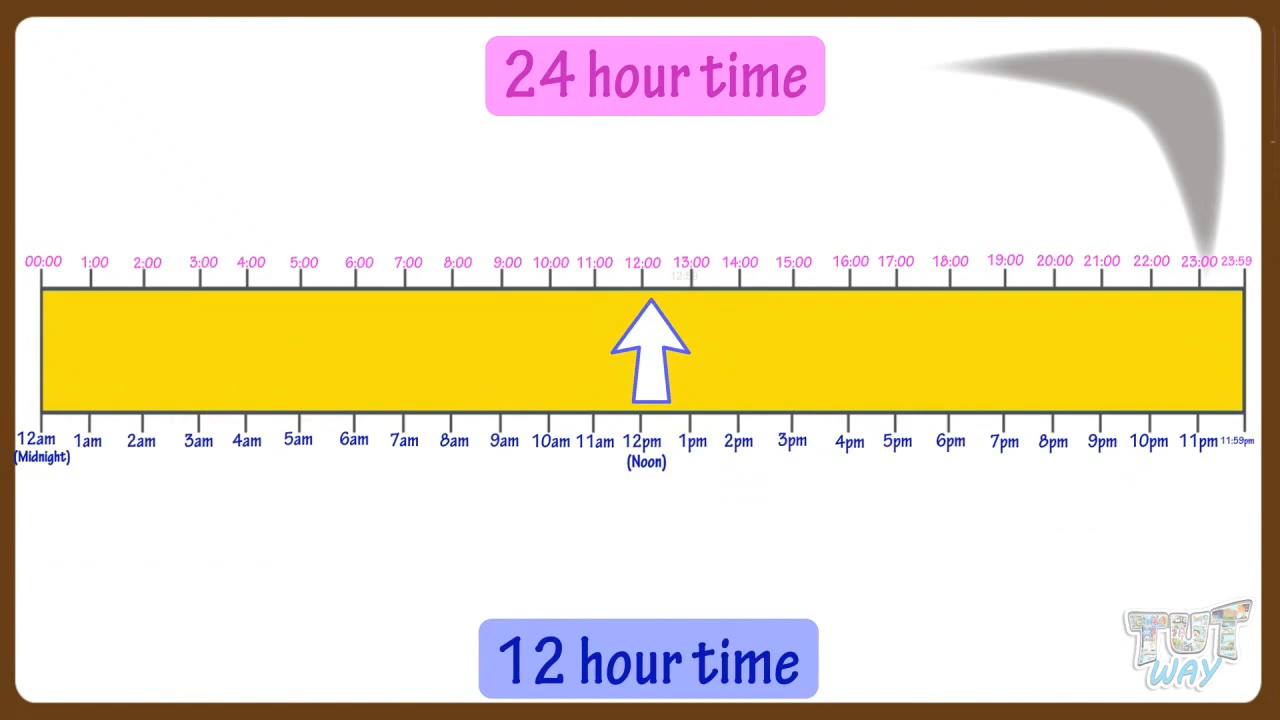 24 hour time
00:00 1:00 2:00 3:00 4:00 5:00 6:00 7:00 8:00 9:00 10:00 11:00 12:00 13:00 14:00 15:00 16:00 17:00 18:00 19:00 20:00 21:00 22:00 23:00 23:59
12am 1am 2am 3am 4am 5am 6am 7am 8am 9am 10am 11am 12pm 1pm 2pm 3pm 4pm 5pm 6pm 7pm 8pm 9pm 10pm 11pm 11:59pm
(Midnight) (Noon)
12 hour time
TUT
WAY